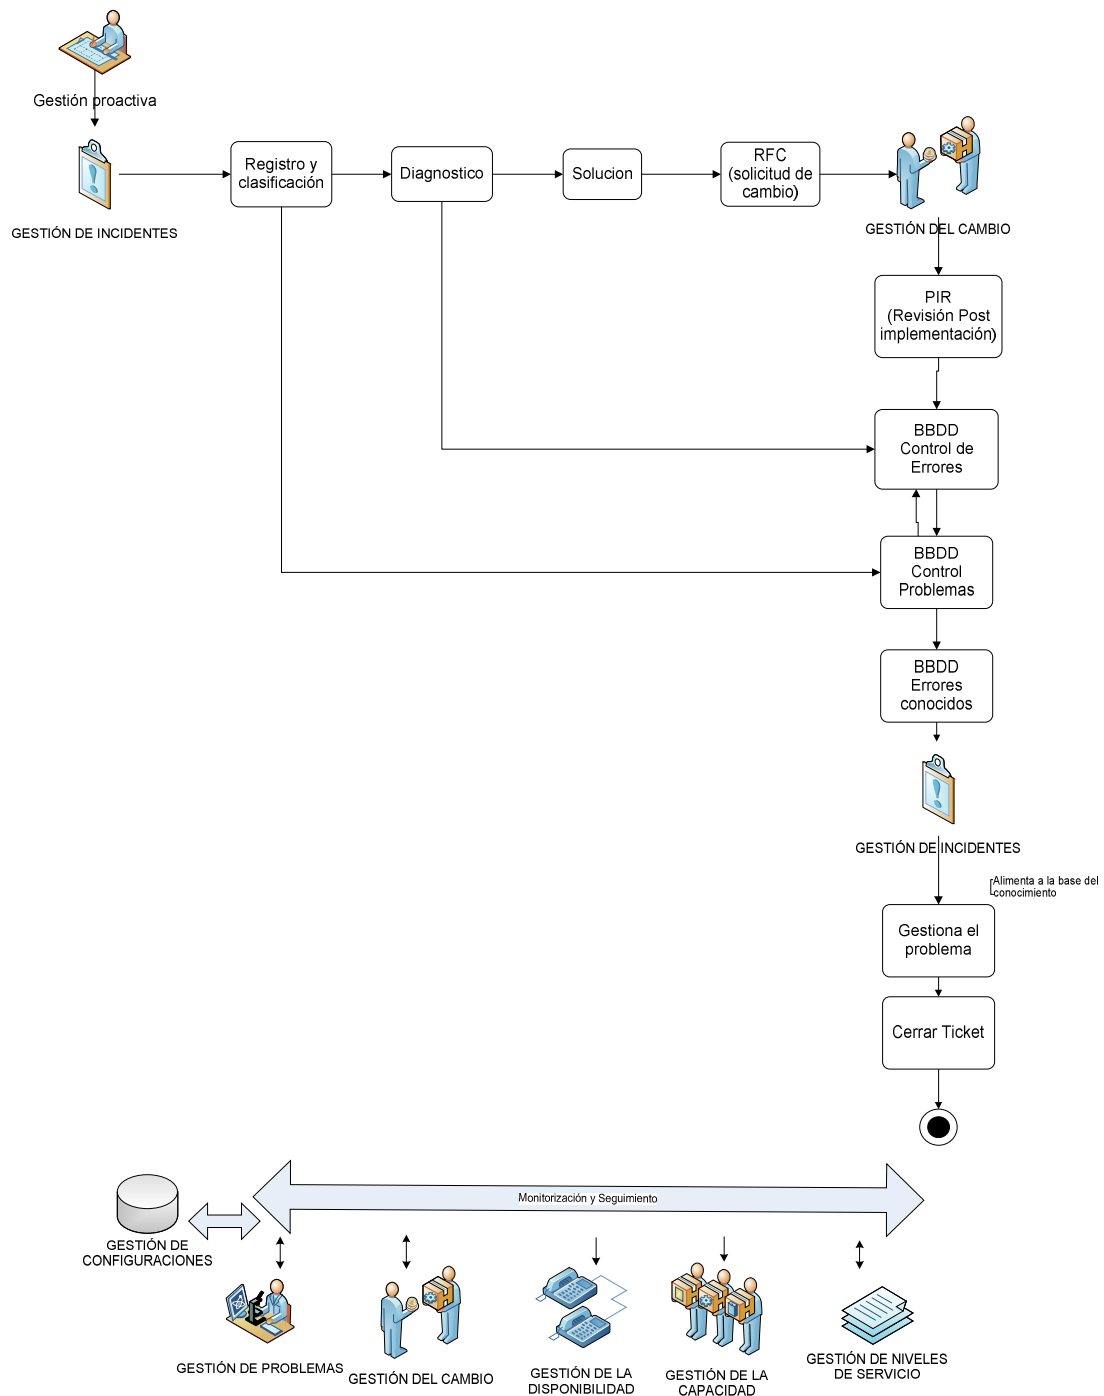 Gestión proactiva
GESTIÓN DE INCIDENTES
Registro y
clasificación
Diagnostico
Solucion
RFC
(solicitud de
cambio)
GESTIÓN DEL CAMBIO
PIR
(Revisión Post
implementación)
BBDD
Control de
Errores
BBDD
Control
Problemas
BBDD
Errores
conocidos
GESTIÓN DE INCIDENTES
Alimenta a la base del
conocimiento
Gestiona el
problema
Cerrar Ticket
Monitorización y Seguimiento
GESTIÓN DE
CONFIGURACIONES
GESTIÓN DE PROBLEMAS
GESTIÓN DEL CAMBIO
GESTIÓN DE LA
DISPONIBILIDAD
GESTIÓN DE LA
CAPACIDAD
GESTIÓN DE NIVELES
DE SERVICIO